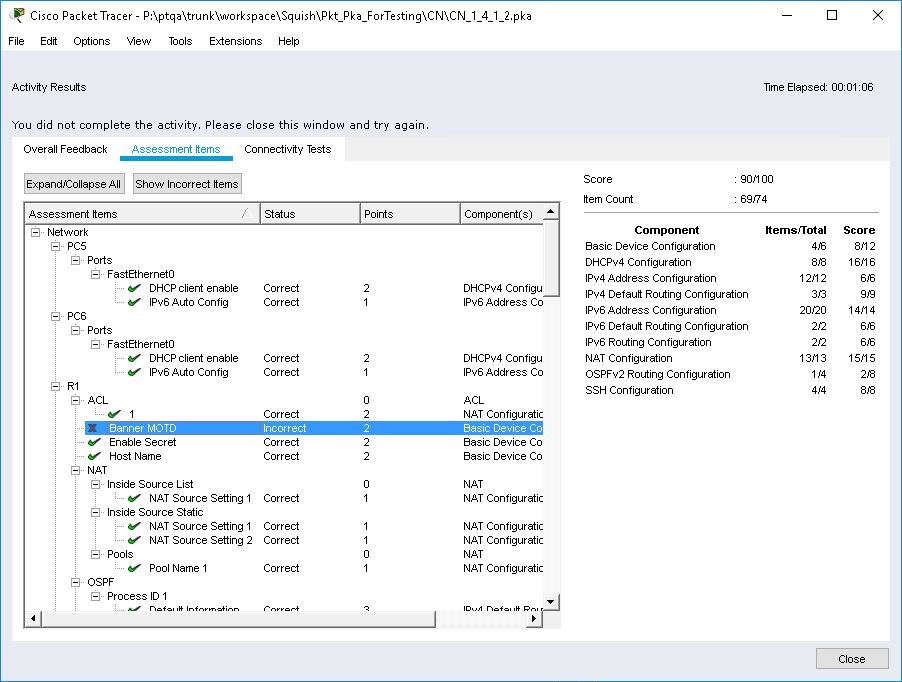 Cisco Packet Tracer - P:\ptqa\trunk\workspace\Squish\Pkt_Pka_ForTesting\CN\CN_1_4_1_2.pka
File Edit Options View Tools Extensions Help
Activity Results
Time Elapsed: 00:01:06
You did not complete the activity. Please close this window and try again.
Overall Feedback Assessment Items Connectivity Tests
Expand/Collapse All Show Incorrect Items
Assessment Items Status Points Component(s)
Network
PC5
Ports
FastEthernet0
DHCP client enable Correct 2 DHCPv4 Configu
IPv6 Auto Config Correct 1 IPv6 Address Co
PC6
Ports
FastEthernet0
DHCP client enable Correct 2 DHCPv4 Configu
IPv6 Auto Config Correct 1 IPv6 Address Co
R1
ACL 0 ACL
1 Correct 2 NAT Configuratic
Banner MOTD Incorrect 2 Basic Device Co
Enable Secret Correct 2 Basic Device Co
Host Name Correct 2 Basic Device Co
NAT
Inside Source List 0 NAT
NAT Source Setting 1 Correct 1 NAT Configuratic
Inside Source Static
NAT Source Setting 1 Correct 1 NAT Configuratic
NAT Source Setting 2 Correct 1 NAT Configuratic
Pools 0 NAT
Pool Name 1 Correct 1 NAT Configuratic
OSPF
Process ID 1
Default Information Correct 3 IPv4 Default Rou
Score : 90/100
Item Count : 69/74
Component Items/Total Score
Basic Device Configuration 4/6 8/12
DHCPv4 Configuration 8/8 16/16
IPv4 Address Configuration 12/12 6/6
IPv4 Default Routing Configuration 3/3 9/9
IPv6 Address Configuration 20/20 14/14
IPv6 Default Routing Configuration 2/2 6/6
IPv6 Routing Configuration 2/2 6/6
NAT Configuration 13/13 15/15
OSPFv2 Routing Configuration 1/4 2/8
SSH Configuration 4/4 8/8
Close